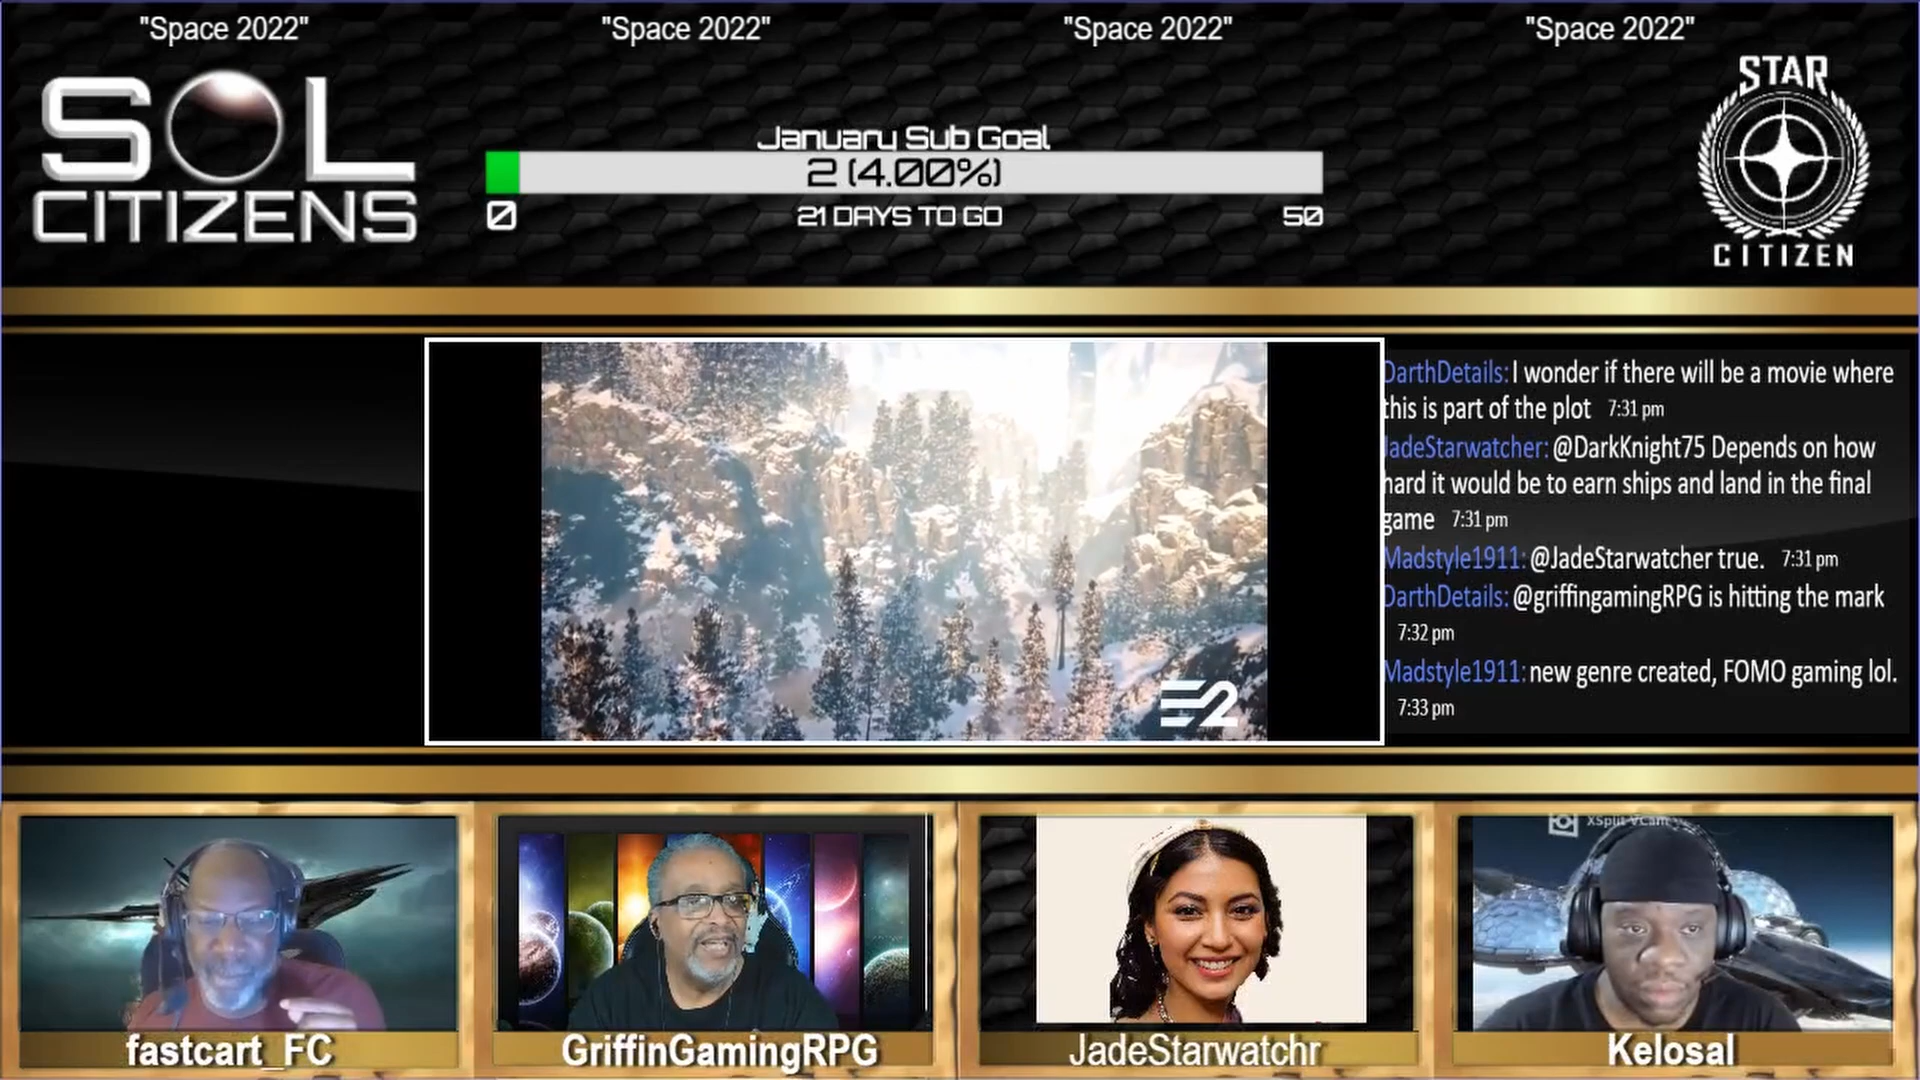 "Space 2022" "Space 2022" "Space 2022" "Space 2022"
SOL
CITIZENS
January Sub Goal
2 (4.00%)
0 21 DAYS TO GO 50
STAR
CITIZEN
DarthDetails: I wonder if there will be a movie where
this is part of the plot 7:31 pm
JadeStarwatcher: @DarkKnight75 Depends on how
hard it would be to earn ships and land in the final
game 7:31 pm
Madstyle1911: @JadeStarwatcher true. 7:31 pm
DarthDetails: @griffingamingRPG is hitting the mark
7:32 pm
Madstyle1911: new genre created, FOMO gaming lol.
7:33 pm
E2
XSplit VCam
fastcart_FC
GriffinGamingRPG
JadeStarwatchr
Kelosal